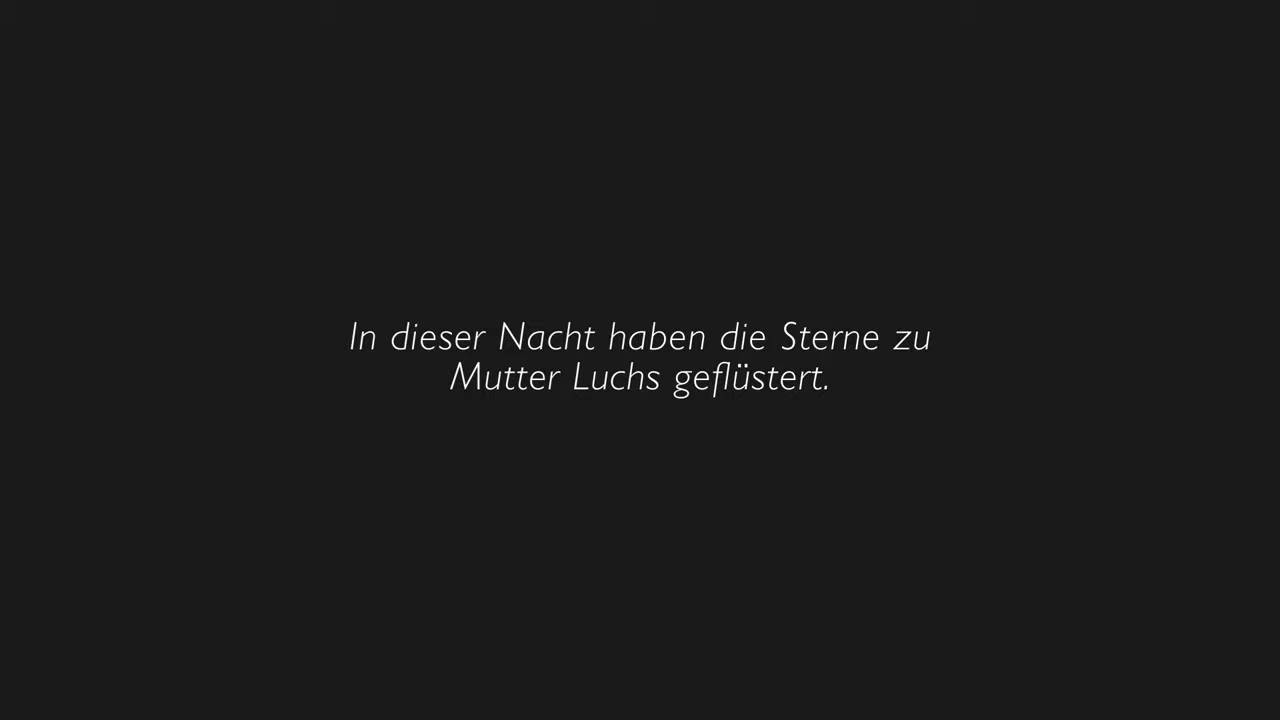 In dieser Nacht haben die Sterne zu
Mutter Luchs geflüstert.